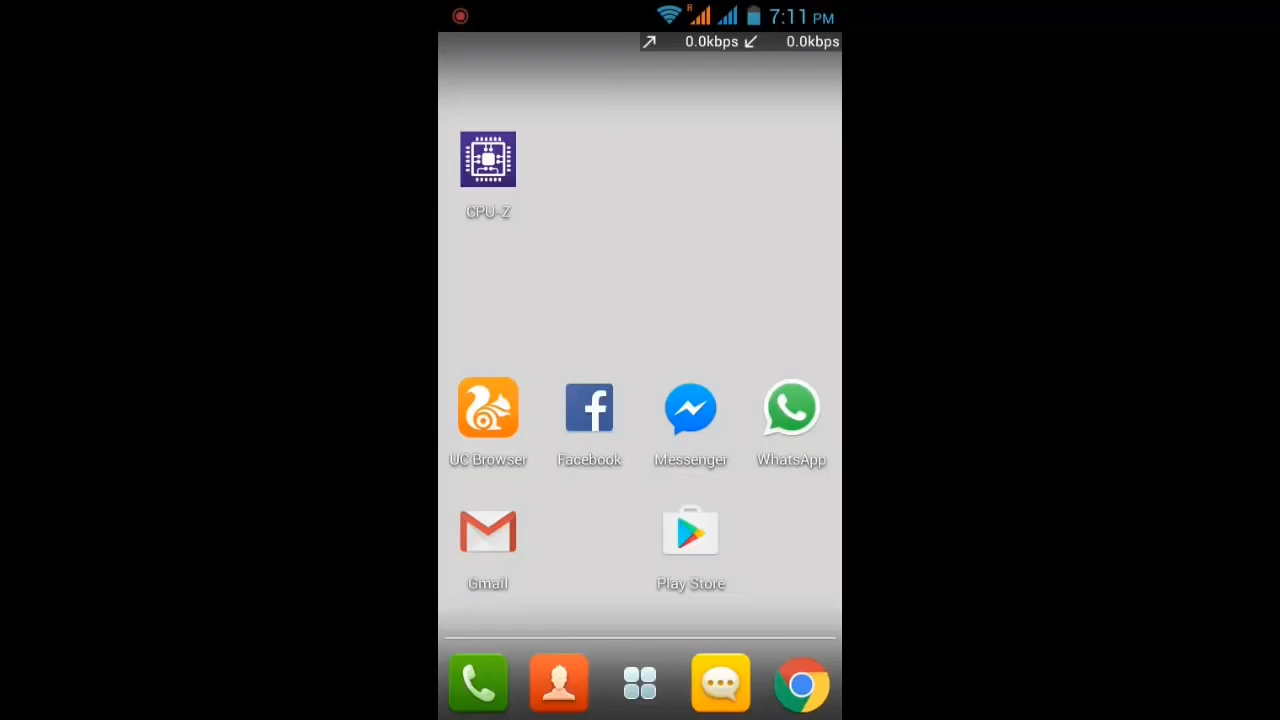 R 7:11 PM
0.0kbps 0.0kbps
CPU-Z
UC Browser Facebook Messenger WhatsApp
Gmail Play Store